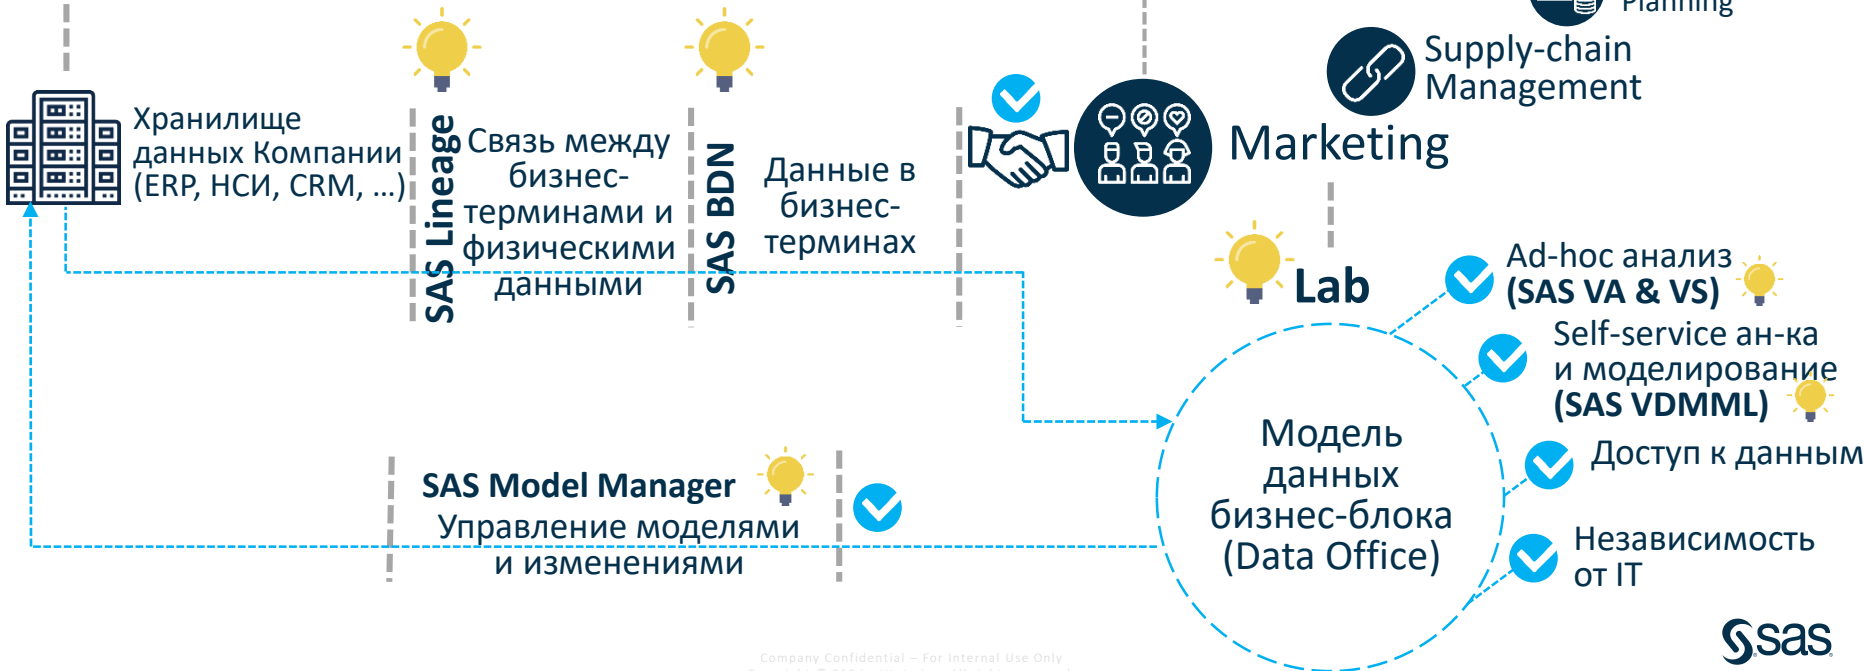 Planning
Supply-chain
Management
Marketing
Хранилище
данных Компании
(ERP, НСИ, CRM, ...)
SAS Lineage
Связь между
бизнес-
терминами и
физическими
данными
SAS BDN
Данные в
бизнес-
терминах
Lab
Ad-hoc анализ
(SAS VA & VS)
Self-service ан-ка
и моделирование
(SAS VDMML)
Доступ к данным
Независимость
от IT
Модель
данных
бизнес-блока
(Data Office)
SAS Model Manager
Управление моделями
и изменениями
Company Confidential – For Internal Use Only
sas